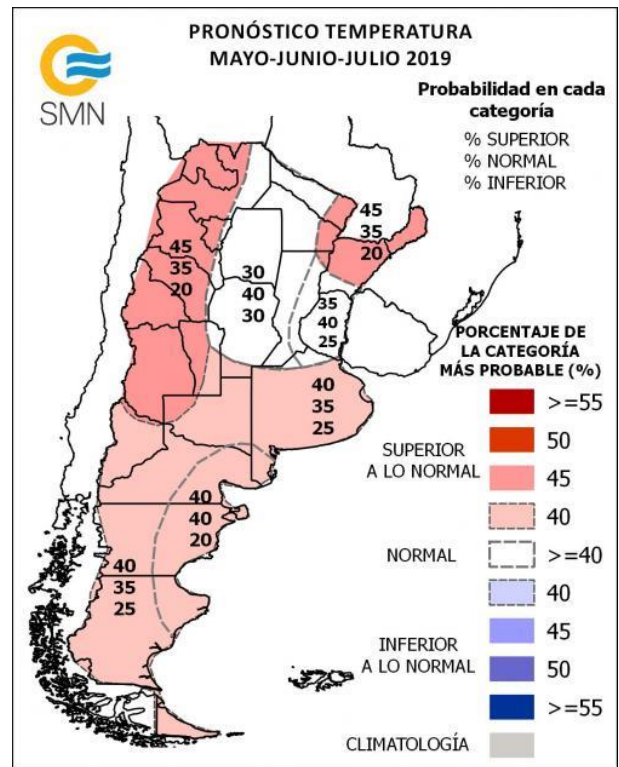 PRONÓSTICO TEMPERATURA
MAYO-JUNIO-JULIO 2019
SMN
Probabilidad en cada
categoría
% SUPERIOR
% NORMAL
% INFERIOR
45
35
20
45
35
20
30
40
30
35
40
25
40
35
25
40
40
20
40
35
25
PORCENTAJE DE
LA CATEGORÍA
MÁS PROBABLE (%)
>=55
50
SUPERIOR
A LO NORMAL
45
40
NORMAL
>=40
40
45
INFERIOR
A LO NORMAL
50
>=55
CLIMATOLOGÍA